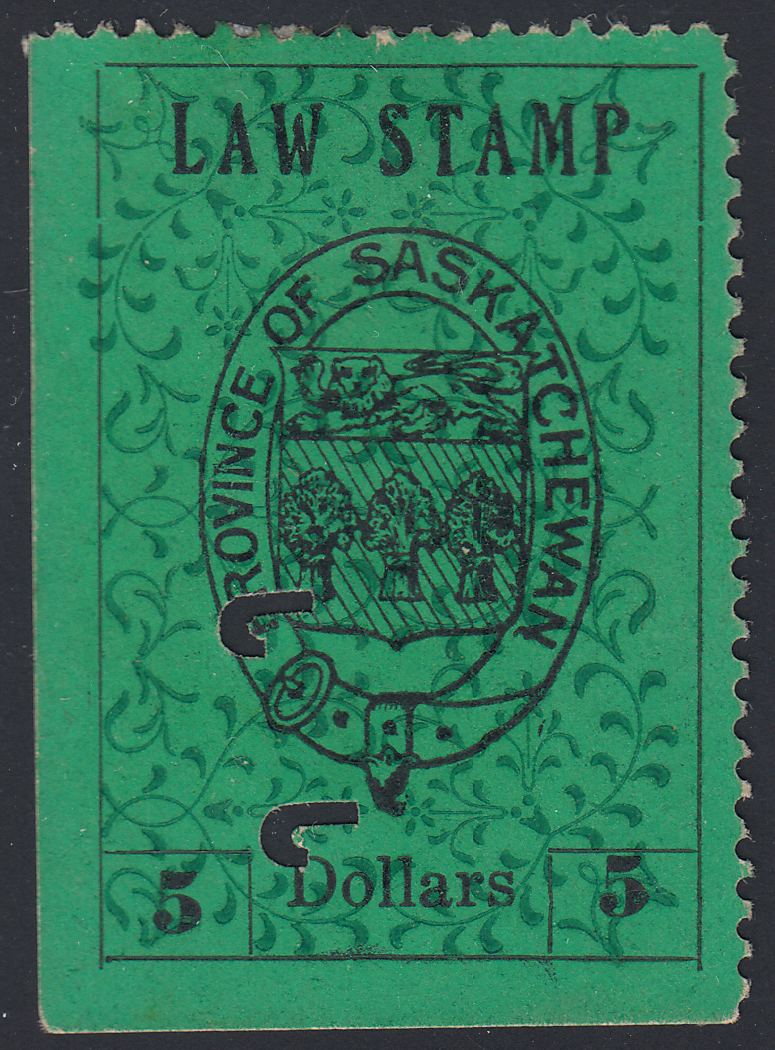 LAW STAMP
PROVINCE OF SASKATCHEWAN
5 Dollars 5